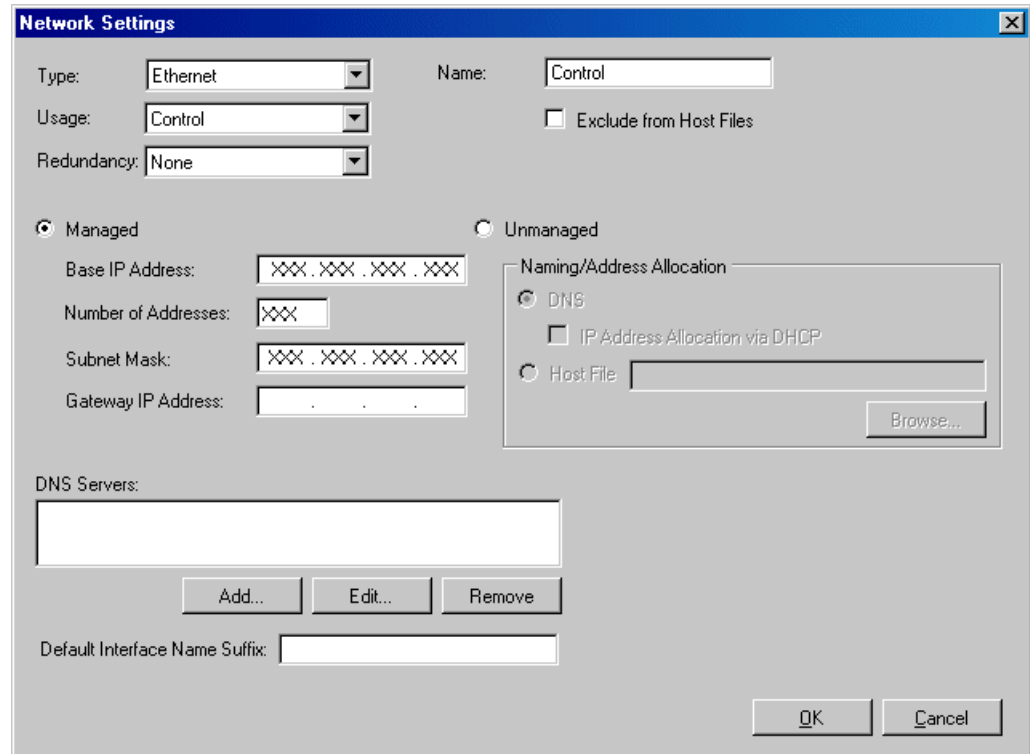 Network Settings
Type: Ethernet Name: Control
Usage: Control Exclude from Host Files
Redundancy: None
Managed Unmanaged
Base IP Address: XXX . XXX . XXX . XXX Naming/Address Allocation
DNS
Number of Addresses: XXX
IP Address Allocation via DHCP
Subnet Mask: XXX . XXX . XXX . XXX
Host File
Gateway IP Address: . . .
Browse...
DNS Servers:
Add... Edit... Remove
Default Interface Name Suffix:
OK Cancel